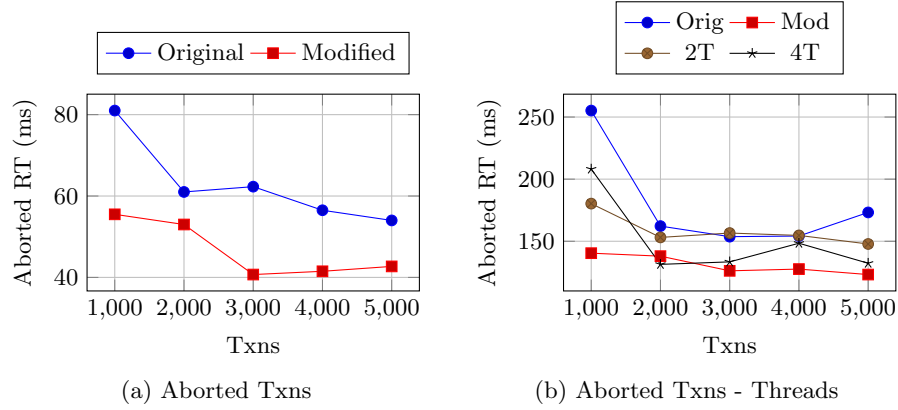 Original Modified
Aborted RT (ms)
80
60
40
1,000 2,000 3,000 4,000 5,000
Txns
(a) Aborted Txns
Orig Mod
2T 4T
Aborted RT (ms)
250
200
150
1,000 2,000 3,000 4,000 5,000
Txns
(b) Aborted Txns - Threads